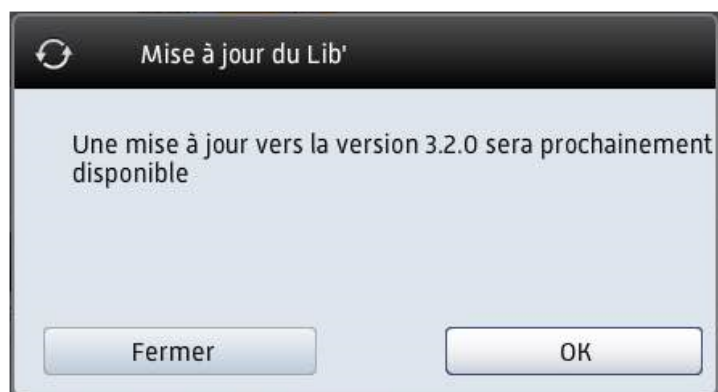 Mise à jour du Lib'
Une mise à jour vers la version 3.2.0 sera prochainement
disponible
Fermer
OK